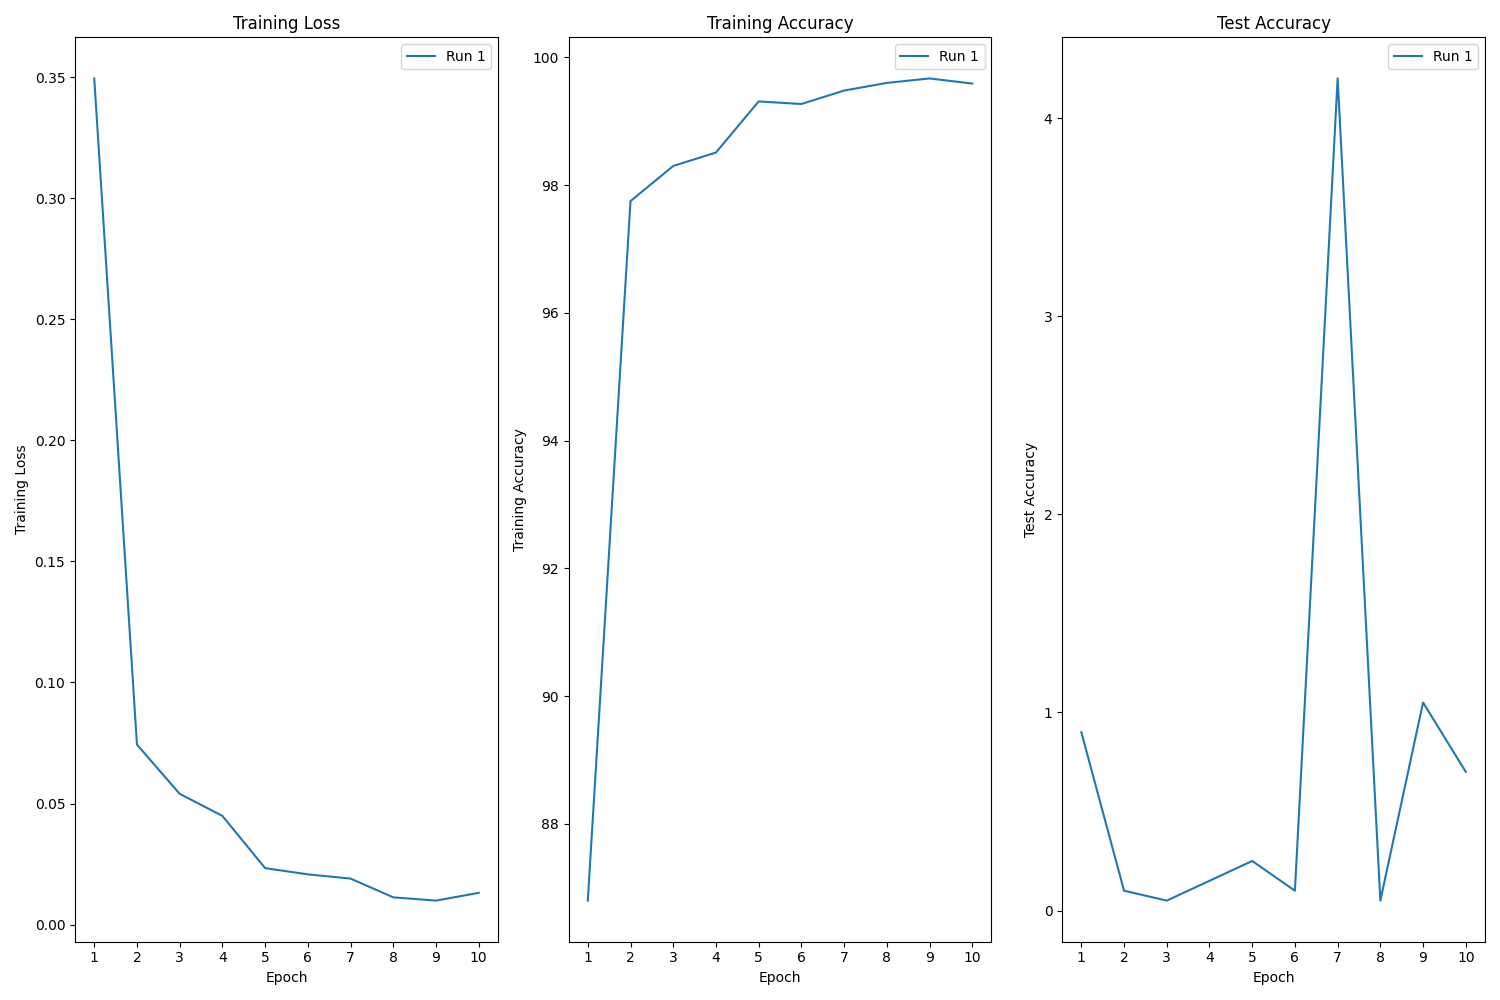 Training Loss
Run 1
0.35
0.30
0.25
0.20
0.15
0.10
0.05
0.00
Training Loss
1 2 3 4 5 6 7 8 9 10
Epoch
Training Accuracy
Run 1
100
98
96
94
92
90
88
Training Accuracy
1 2 3 4 5 6 7 8 9 10
Epoch
Test Accuracy
Run 1
4
3
2
1
0
Test Accuracy
1 2 3 4 5 6 7 8 9 10
Epoch